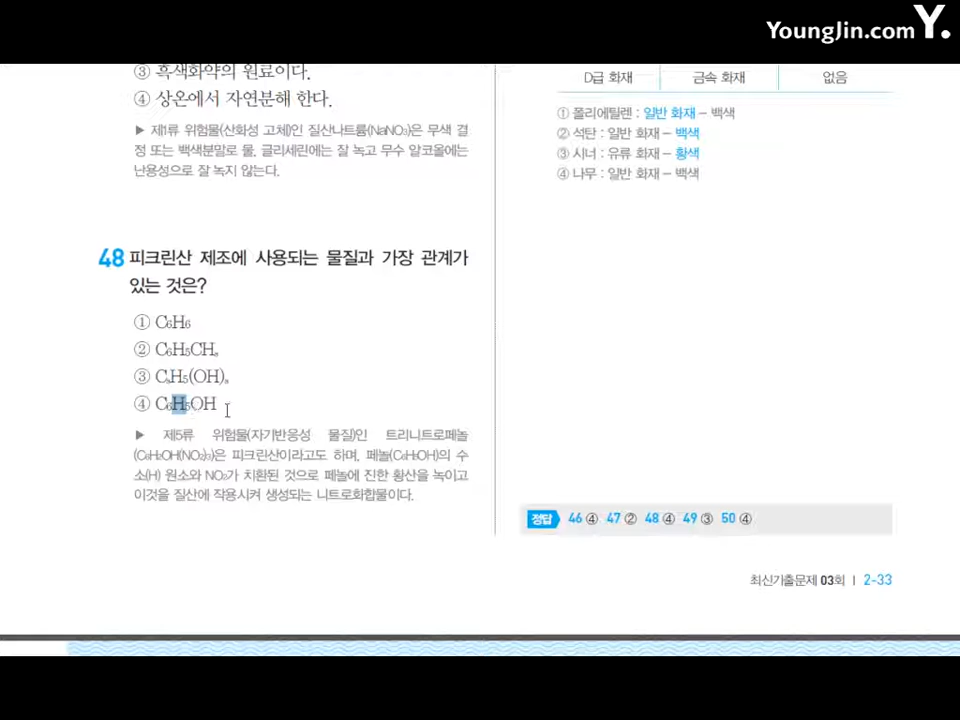 YoungJin.com Y.
③ 흑색화약의 원료이다.
④ 상온에서 자연분해 한다.
▶ 제1류 위험물(산화성 고체)인 질산나트륨(NaNO₃)은 무색 결
정 또는 백색분말로 물, 글리세린에는 잘 녹고 무수 알코올에는
난용성으로 잘 녹지 않는다.
48 피크린산 제조에 사용되는 물질과 가장 관계가
있는 것은?
① C₆H₆
② C₆H₅CH₃
③ C₃H₅(OH)₃
④ C₆H₅OH
▶ 제5류 위험물(자기반응성 물질)인 트리니트로페놀
(C₆H₂OH(NO₂)₃)은 피크린산이라고도 하며, 페놀(C₆H₅OH)의 수
소(H) 원소와 NO₂가 치환된 것으로 페놀에 진한 황산을 녹이고
이것을 질산에 작용시켜 생성되는 니트로화합물이다.
D급 화재 금속 화재 없음
① 폴리에틸렌 : 일반 화재 – 백색
② 석탄 : 일반 화재 – 백색
③ 시너 : 유류 화재 – 황색
④ 나무 : 일반 화재 – 백색
정답 46 ④ 47 ② 48 ④ 49 ③ 50 ④
최신기출문제 03회 | 2-33